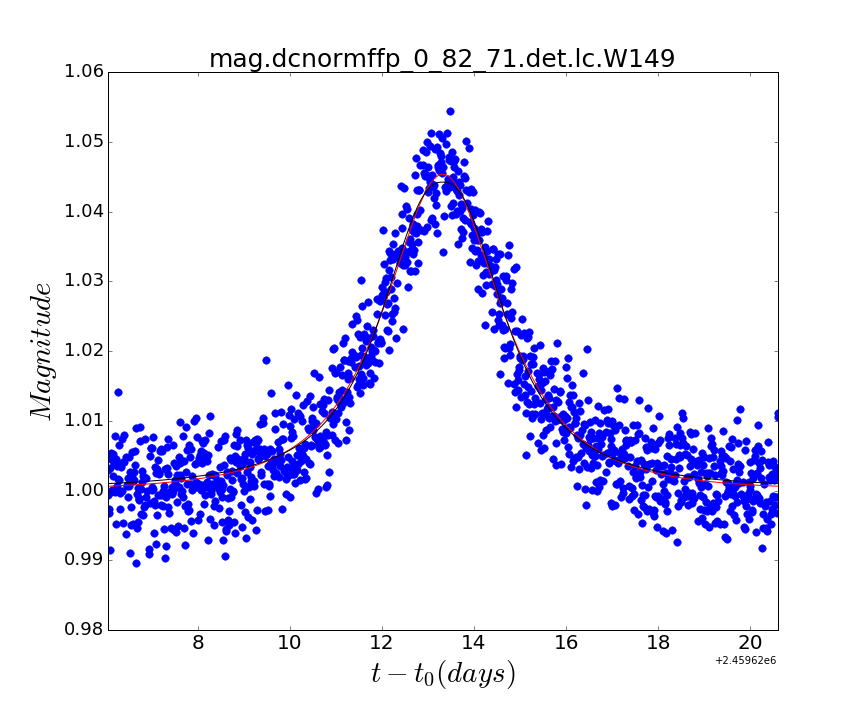 mag.dcnormffp_0_82_71.det.lc.W149
1.06
1.05
1.04
1.03
1.02
1.01
1.00
0.99
0.98
Magnitude
8 10 12 14 16 18 20
+2.45962e6
t − t₀(days)